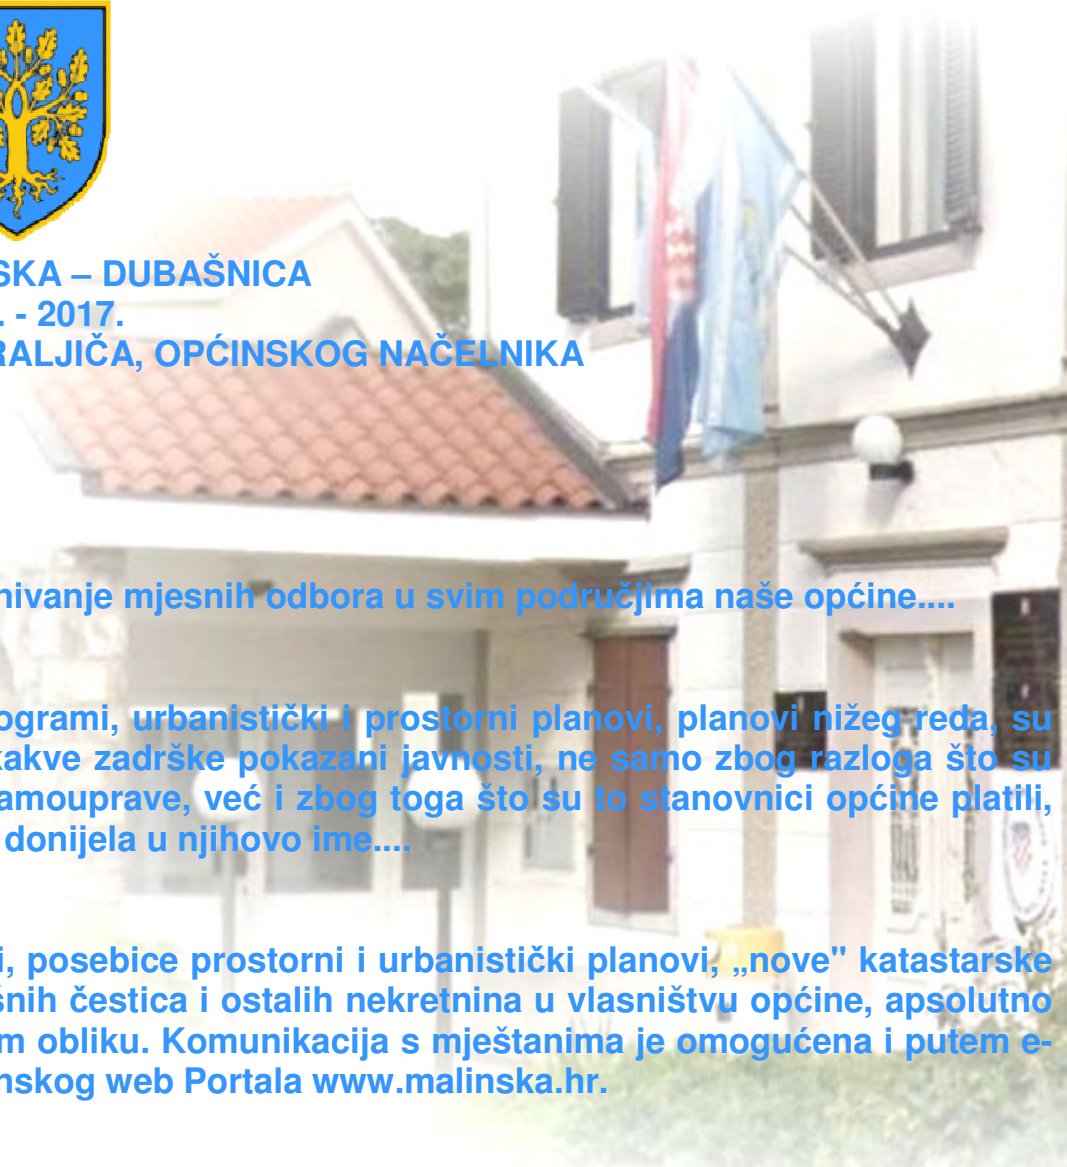 SKA – DUBAŠNICA
. - 2017.
RALJIČA, OPĆINSKOG NAČELNIKA
nivanje mjesnih odbora u svim područjima naše općine....
ogrami, urbanistički i prostorni planovi, planovi nižeg reda, su
kakve zadrške pokazani javnosti, ne samo zbog razloga što su
amouprave, već i zbog toga što su to stanovnici općine platili,
donijela u njihovo ime....
i, posebice prostorni i urbanistički planovi, „nove" katastarske
šnih čestica i ostalih nekretnina u vlasništvu općine, apsolutno
m obliku. Komunikacija s mještanima je omogućena i putem e-
nskog web Portala www.malinska.hr.